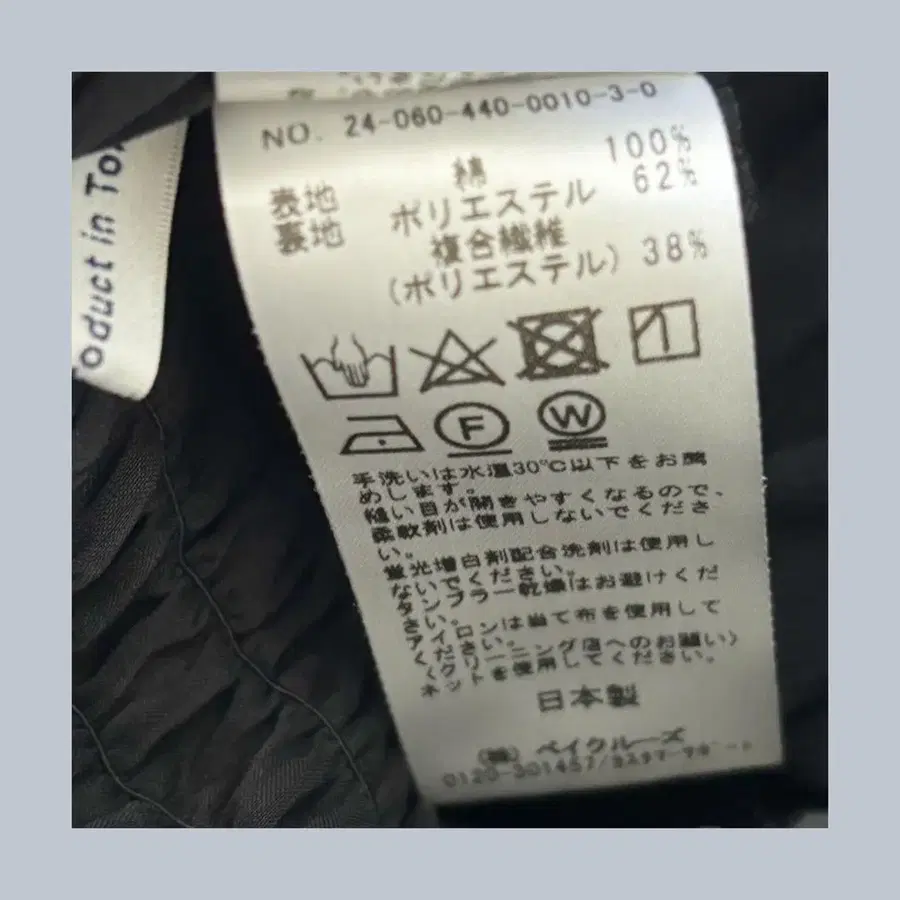 oduct in To
NO. 24-060-440-0010-3-0
表地 綿 100%
裏地 ポリエステル 62%
複合繊維
(ポリエステル) 38%
F
W
手洗いは水温30℃以下をお薦
めします。
縫い目が開きやすくなるので、
柔軟剤は使用しないでくださ
い。
蛍光増白剤配合洗剤は使用し
ないでください。
タンブラー乾燥はお避けくだ
さい。
アイロンは当て布を使用して
ください。
〈クリーニング店へのお願い〉
ネットを使用してください。
日本製
(株) ベイクルーズ
0120-301457